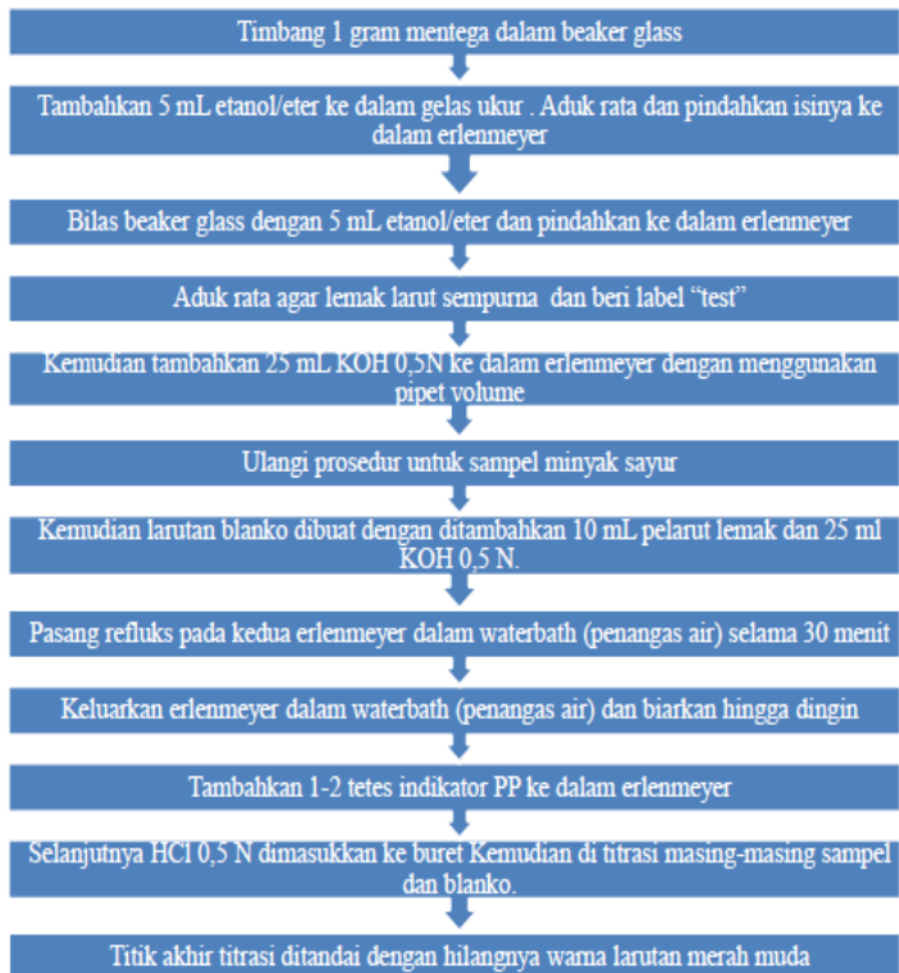 Timbang 1 gram mentega dalam beaker glass
Tambahkan 5 mL etanol/eter ke dalam gelas ukur . Aduk rata dan pindahkan isinya ke
dalam erlenmeyer
Bilas beaker glass dengan 5 mL etanol/eter dan pindahkan ke dalam erlenmeyer
Aduk rata agar lemak larut sempurna dan beri label “test”
Kemudian tambahkan 25 mL KOH 0,5N ke dalam erlenmeyer dengan menggunakan
pipet volume
Ulangi prosedur untuk sampel minyak sayur
Kemudian larutan blanko dibuat dengan ditambahkan 10 mL pelarut lemak dan 25 ml
KOH 0,5 N.
Pasang refluks pada kedua erlenmeyer dalam waterbath (penangas air) selama 30 menit
Keluarkan erlenmeyer dalam waterbath (penangas air) dan biarkan hingga dingin
Tambahkan 1-2 tetes indikator PP ke dalam erlenmeyer
Selanjutnya HCl 0,5 N dimasukkan ke buret Kemudian di titrasi masing-masing sampel
dan blanko.
Titik akhir titrasi ditandai dengan hilangnya warna larutan merah muda